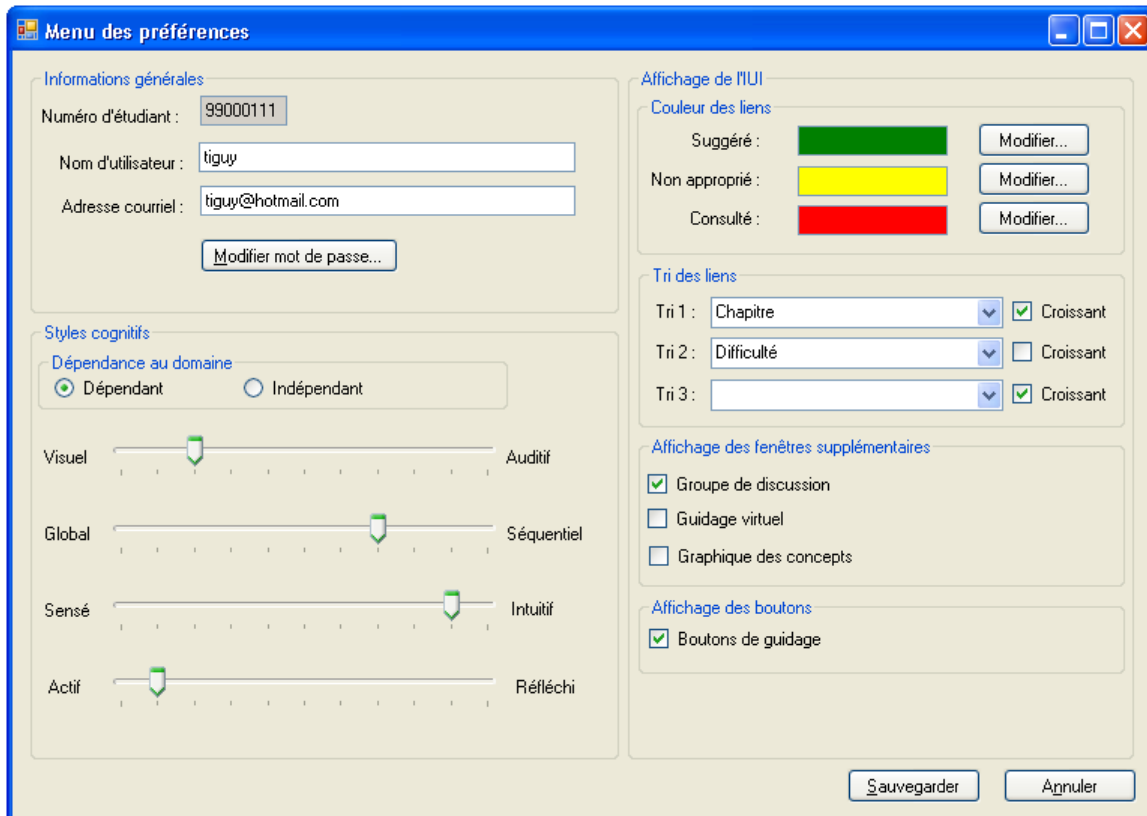 Menu des préférences
Informations générales
Numéro d'étudiant :
99000111
Nom d'utilisateur :
tiguy
Adresse courriel :
tiguy@hotmail.com
Modifier mot de passe...
Styles cognitifs
Dépendance au domaine
Dépendant
Indépendant
Visuel
Auditif
Global
Séquentiel
Sensé
Intuitif
Actif
Réfléchi
Affichage de l'IUI
Couleur des liens
Suggéré :
Modifier...
Non approprié :
Modifier...
Consulté :
Modifier...
Tri des liens
Tri 1 :
Chapitre
Croissant
Tri 2 :
Difficulté
Croissant
Tri 3 :
Croissant
Affichage des fenêtres supplémentaires
Groupe de discussion
Guidage virtuel
Graphique des concepts
Affichage des boutons
Boutons de guidage
Sauvegarder
Annuler